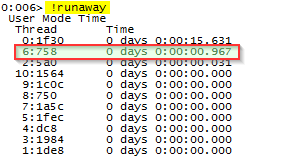 0:006> !runaway
User Mode Time
Thread Time
0:1f30 0 days 0:00:15.631
6:758 0 days 0:00:00.967
2:5a0 0 days 0:00:00.031
10:1564 0 days 0:00:00.000
9:1c0c 0 days 0:00:00.000
8:750 0 days 0:00:00.000
7:1a5c 0 days 0:00:00.000
5:1fec 0 days 0:00:00.000
4:dc8 0 days 0:00:00.000
3:1984 0 days 0:00:00.000
1:1de8 0 days 0:00:00.000